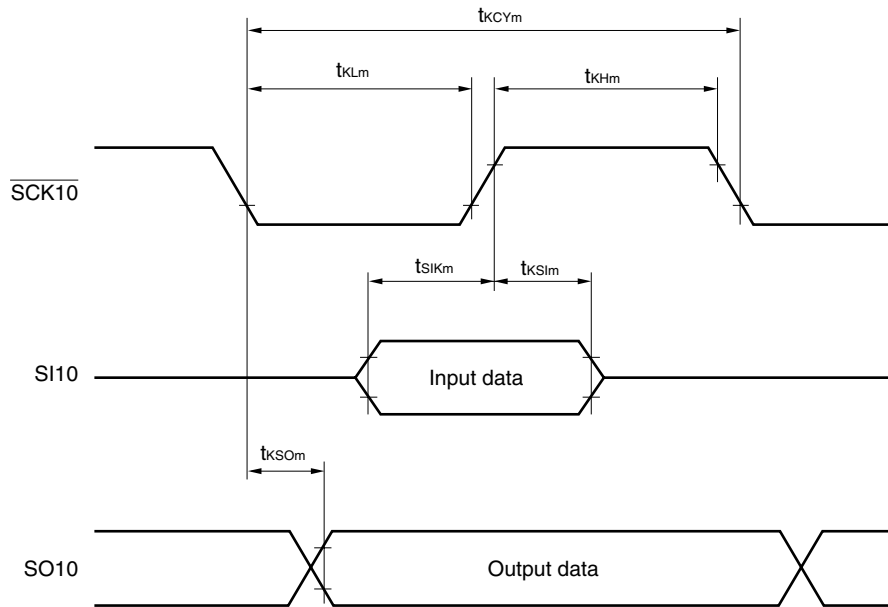 tKCYm
tKLm
tKHm
SCK10
tSIKm
tKSIm
SI10
Input data
tKSOm
SO10
Output data